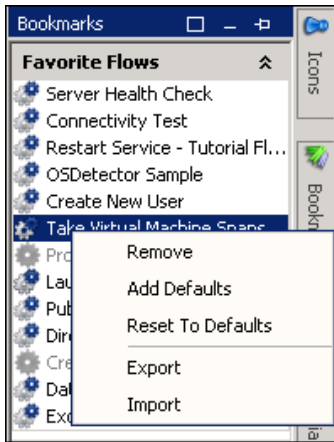 Bookmarks
Favorite Flows
Server Health Check
Connectivity Test
Restart Service - Tutorial Fl...
OSDetector Sample
Create New User
Take Virtual Machine Snaps...
Remove
Add Defaults
Reset To Defaults
Export
Import
Icons